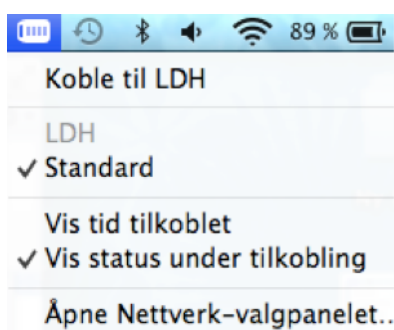 89 %
Koble til LDH
LDH
✓ Standard
Vis tid tilkoblet
✓ Vis status under tilkobling
Åpne Nettverk-valgpanelet..